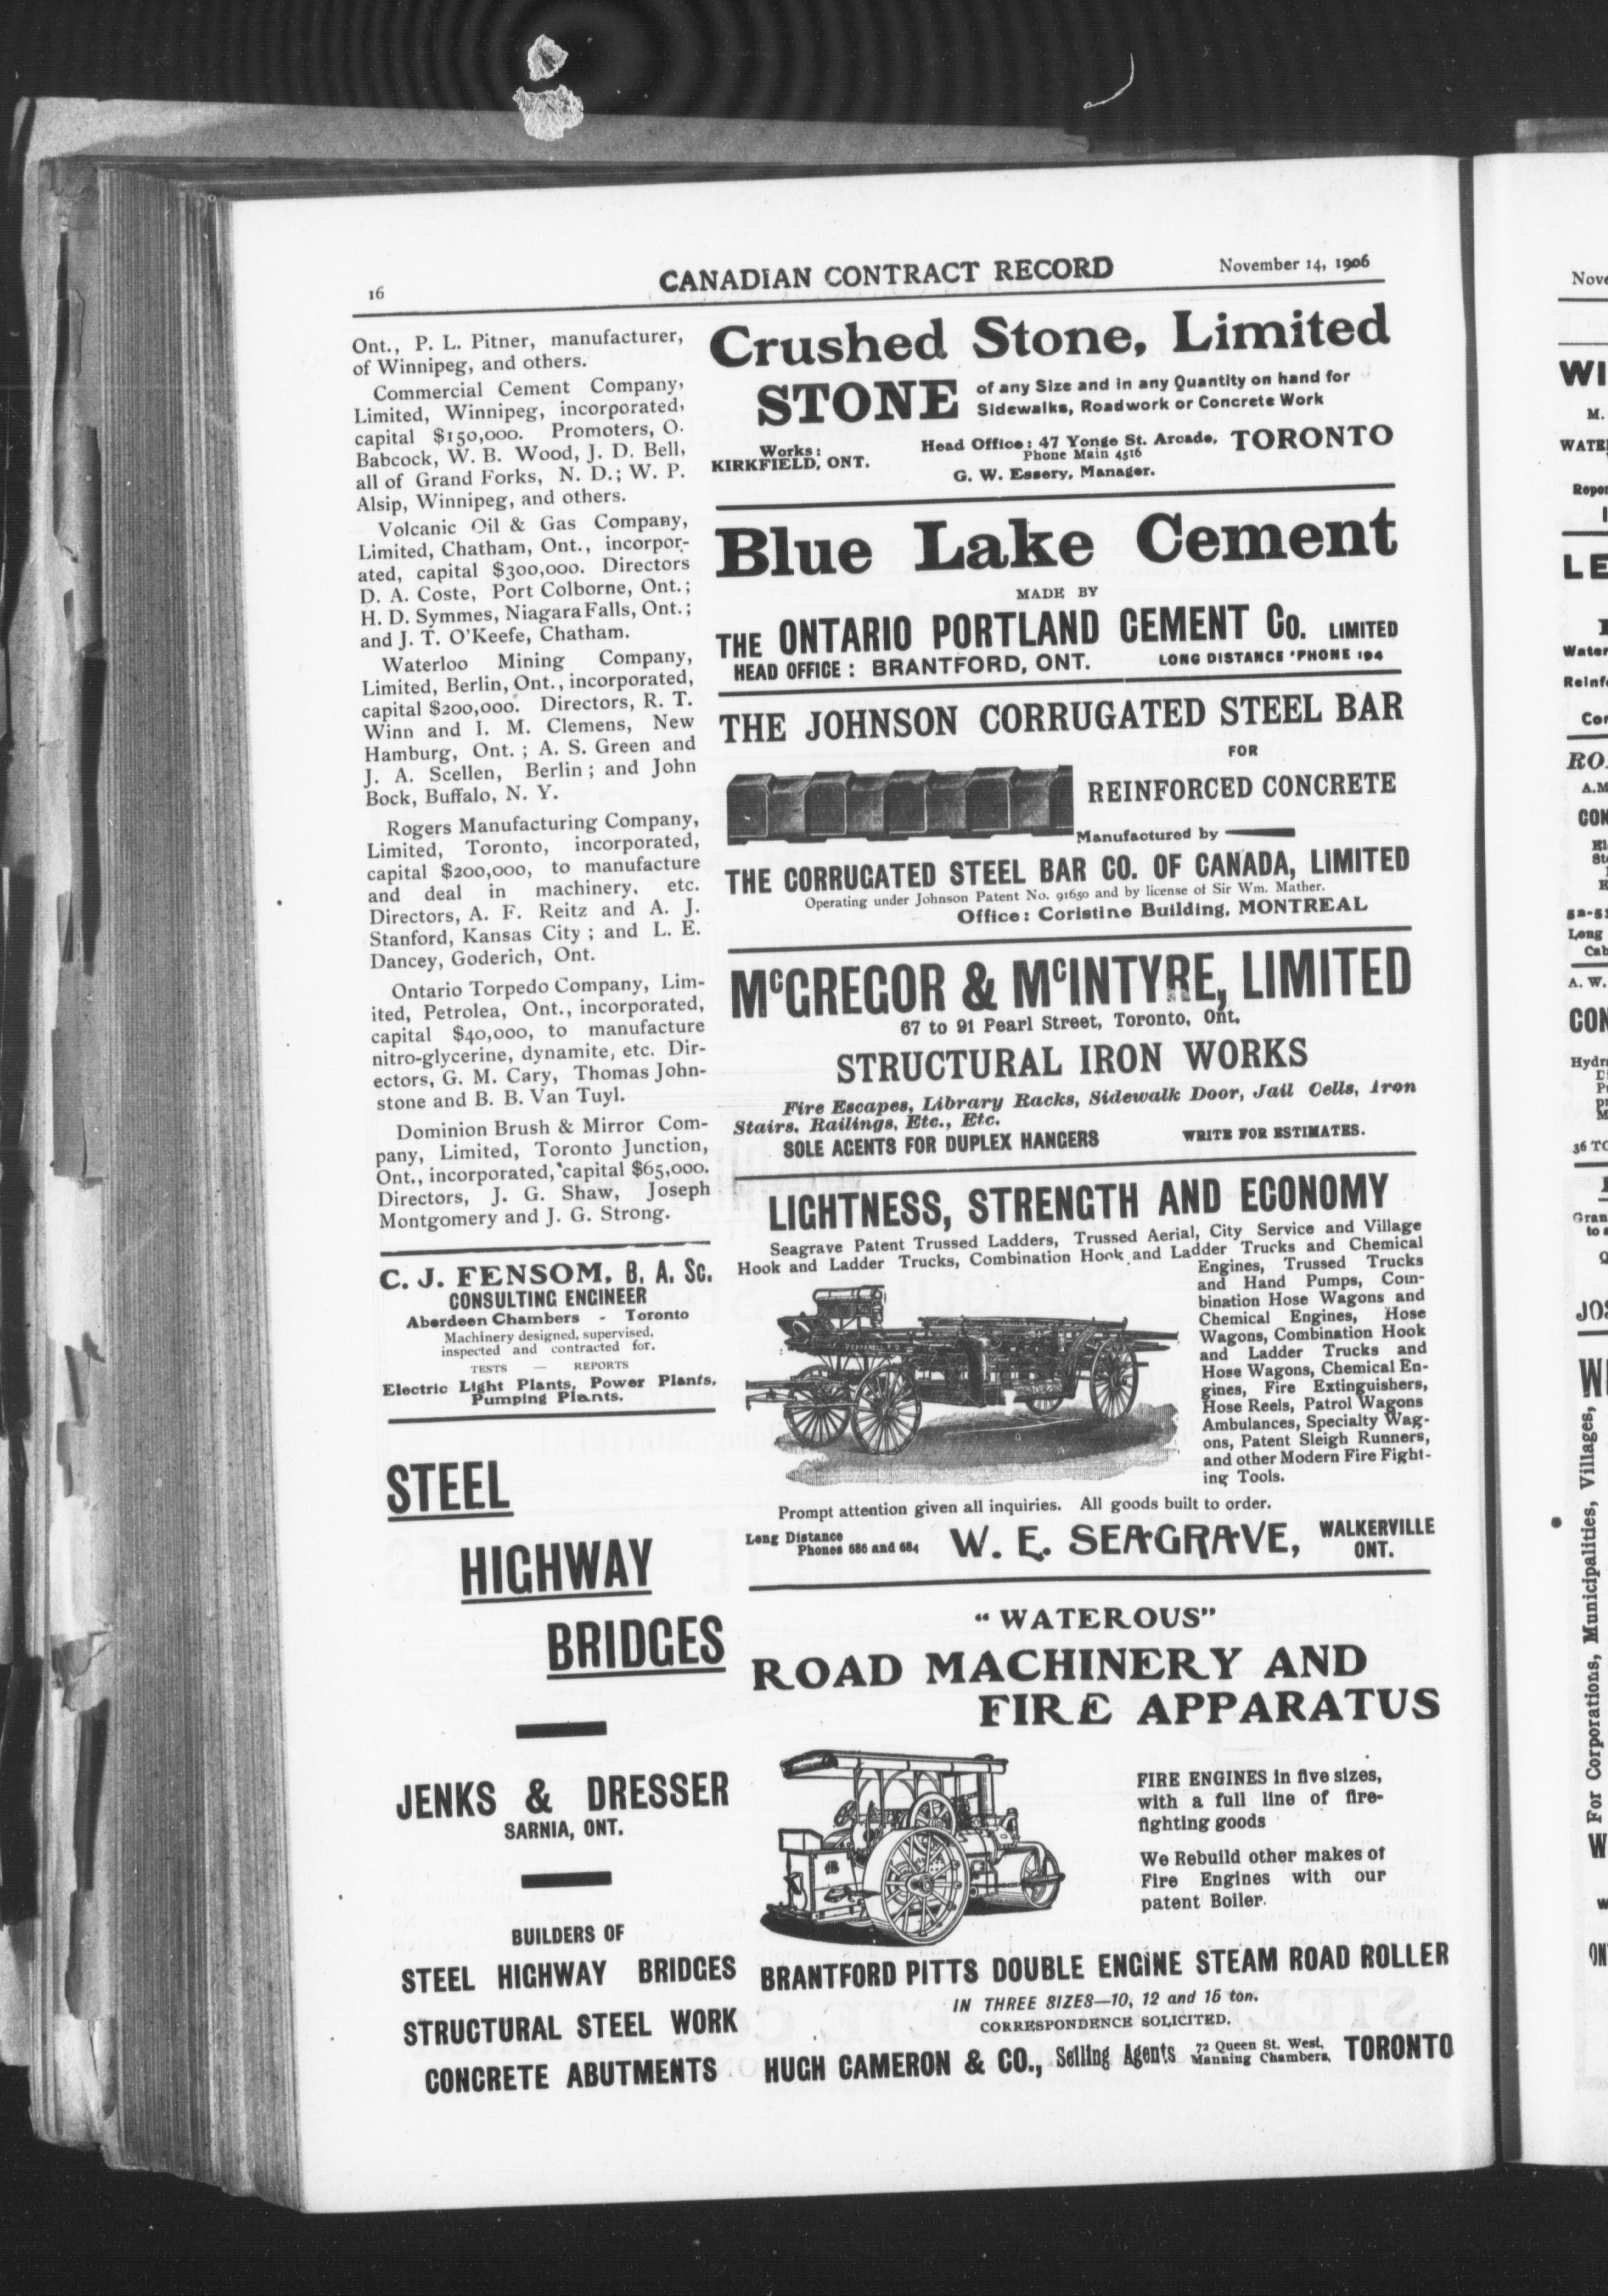 16
CANADIAN CONTRACT RECORD
November 14, 1906
Ont., P. L. Pitner, manufacturer,
of Winnipeg, and others.
Commercial Cement Company,
Limited, Winnipeg, incorporated,
capital $150,000. Promoters, O.
Babcock, W. B. Wood, J. D. Bell,
all of Grand Forks, N. D.; W. P.
Alsip, Winnipeg, and others.
Volcanic Oil & Gas Company,
Limited, Chatham, Ont., incorpor-
ated, capital $300,000. Directors
D. A. Coste, Port Colborne, Ont.;
H. D. Symmes, Niagara Falls, Ont.;
and J. T. O'Keefe, Chatham.
Waterloo Mining Company,
Limited, Berlin, Ont., incorporated,
capital $200,000. Directors, R. T.
Winn and I. M. Clemens, New
Hamburg, Ont. ; A. S. Green and
J. A. Scellen, Berlin ; and John
Bock, Buffalo, N. Y.
Rogers Manufacturing Company,
Limited, Toronto, incorporated,
capital $200,000, to manufacture
and deal in machinery, etc.
Directors, A. F. Reitz and A. J.
Stanford, Kansas City ; and L. E.
Dancey, Goderich, Ont.
Ontario Torpedo Company, Lim-
ited, Petrolea, Ont., incorporated,
capital $40,000, to manufacture
nitro-glycerine, dynamite, etc. Dir-
ectors, G. M. Cary, Thomas John-
stone and B. B. Van Tuyl.
Dominion Brush & Mirror Com-
pany, Limited, Toronto Junction,
Ont., incorporated, capital $65,000.
Directors, J. G. Shaw, Joseph
Montgomery and J. G. Strong.
C. J. FENSOM, B. A. Sc.
CONSULTING ENGINEER
Aberdeen Chambers - Toronto
Machinery designed, supervised,
inspected and contracted for.
TESTS — REPORTS
Electric Light Plants, Power Plants,
Pumping Plants.
STEEL
HIGHWAY
BRIDGES
JENKS & DRESSER
SARNIA, ONT.
BUILDERS OF
STEEL HIGHWAY BRIDGES
STRUCTURAL STEEL WORK
CONCRETE ABUTMENTS
Crushed Stone, Limited
STONE of any Size and in any Quantity on hand for
Sidewalks, Roadwork or Concrete Work
Works:
KIRKFIELD, ONT.
Head Office: 47 Yonge St. Arcade, TORONTO
Phone Main 4516
G. W. Essery, Manager.
Blue Lake Cement
MADE BY
THE ONTARIO PORTLAND CEMENT Co. LIMITED
HEAD OFFICE : BRANTFORD, ONT. LONG DISTANCE 'PHONE 194
THE JOHNSON CORRUGATED STEEL BAR
FOR
REINFORCED CONCRETE
Manufactured by
THE CORRUGATED STEEL BAR CO. OF CANADA, LIMITED
Operating under Johnson Patent No. 91650 and by license of Sir Wm. Mather.
Office: Coristine Building, MONTREAL
McGREGOR & McINTYRE, LIMITED
67 to 91 Pearl Street, Toronto, Ont.
STRUCTURAL IRON WORKS
Fire Escapes, Library Racks, Sidewalk Door, Jail Cells, Iron
Stairs, Railings, Etc., Etc.
SOLE AGENTS FOR DUPLEX HANGERS WRITE FOR ESTIMATES.
LIGHTNESS, STRENGTH AND ECONOMY
Seagrave Patent Trussed Ladders, Trussed Aerial, City Service and Village
Hook and Ladder Trucks, Combination Hook and Ladder Trucks and Chemical
Engines, Trussed Trucks
and Hand Pumps, Com-
bination Hose Wagons and
Chemical Engines, Hose
Wagons, Combination Hook
and Ladder Trucks and
Hose Wagons, Chemical En-
gines, Fire Extinguishers,
Hose Reels, Patrol Wagons
Ambulances, Specialty Wag-
ons, Patent Sleigh Runners,
and other Modern Fire Fight-
ing Tools.
Prompt attention given all inquiries. All goods built to order.
Long Distance
Phones 686 and 684
W. E. SEAGRAVE, WALKERVILLE
ONT.
"WATEROUS"
ROAD MACHINERY AND
FIRE APPARATUS
FIRE ENGINES in five sizes,
with a full line of fire-
fighting goods
We Rebuild other makes of
Fire Engines with our
patent Boiler.
BRANTFORD PITTS DOUBLE ENGINE STEAM ROAD ROLLER
IN THREE SIZES—10, 12 and 15 ton.
CORRESPONDENCE SOLICITED.
HUGH CAMERON & CO., Selling Agents 72 Queen St. West,
Manning Chambers, TORONTO
For Corporations, Municipalities, Villages,